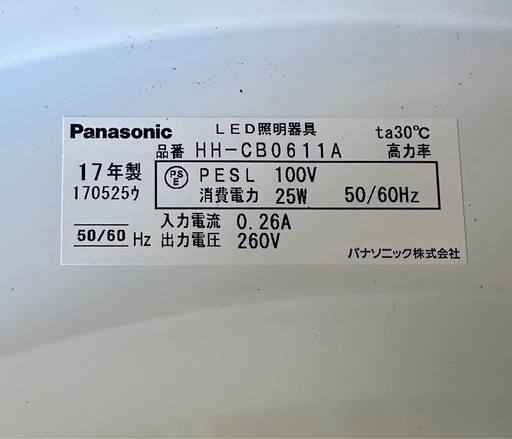 Panasonic LED照明器具 ta30℃
品番 HH-CB0611A 高力率
17年製 PSE PESL 100V
170525ゥ 消費電力 25W 50/60Hz
入力電流 0.26A
50/60 Hz 出力電圧 260V
パナソニック株式会社